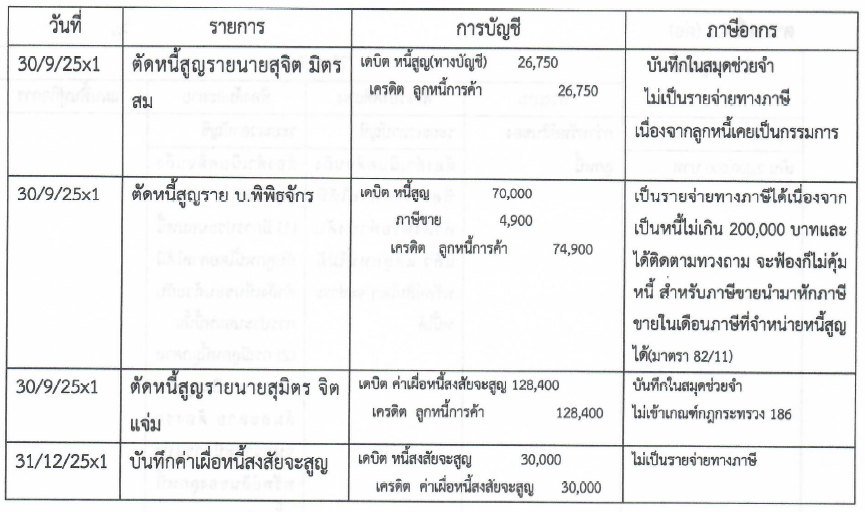 วันที่ รายการ การบัญชี ภาษีอากร
30/9/25x1 ตัดหนี้สูญรายนายสุจิต มิตร เดบิต หนี้สูญ(ทางบัญชี) 26,750 บันทึกในสมุดช่วยจำ
สม เครดิต ลูกหนี้การค้า 26,750 ไม่เป็นรายจ่ายทางภาษี
เนื่องจากลูกหนี้เคยเป็นกรรมการ
30/9/25x1 ตัดหนี้สูญราย บ.พิพิธจักร เดบิต หนี้สูญ 70,000 เป็นรายจ่ายทางภาษีได้เนื่องจาก
ภาษีขาย 4,900 เป็นหนี้ไม่เกิน 200,000 บาทและ
เครดิต ลูกหนี้การค้า 74,900 ได้ติดตามทวงถาม จะฟ้องก็ไม่คุ้ม
หนี้ สำหรับภาษีขายนำมาหักภาษี
ขายในเดือนภาษีที่จำหน่ายหนี้สูญ
ได้(มาตรา 82/11)
30/9/25x1 ตัดหนี้สูญรายนายสุมิตร จิต เดบิต ค่าเผื่อหนี้สงสัยจะสูญ 128,400 บันทึกในสมุดช่วยจำ
แจ่ม เครดิต ลูกหนี้การค้า 128,400 ไม่เข้าเกณฑ์กฎกระทรวง 186
31/12/25x1 บันทึกค่าเผื่อหนี้สงสัยจะสูญ เดบิต หนี้สงสัยจะสูญ 30,000 ไม่เป็นรายจ่ายทางภาษี
เครดิต ค่าเผื่อหนี้สงสัยจะสูญ 30,000